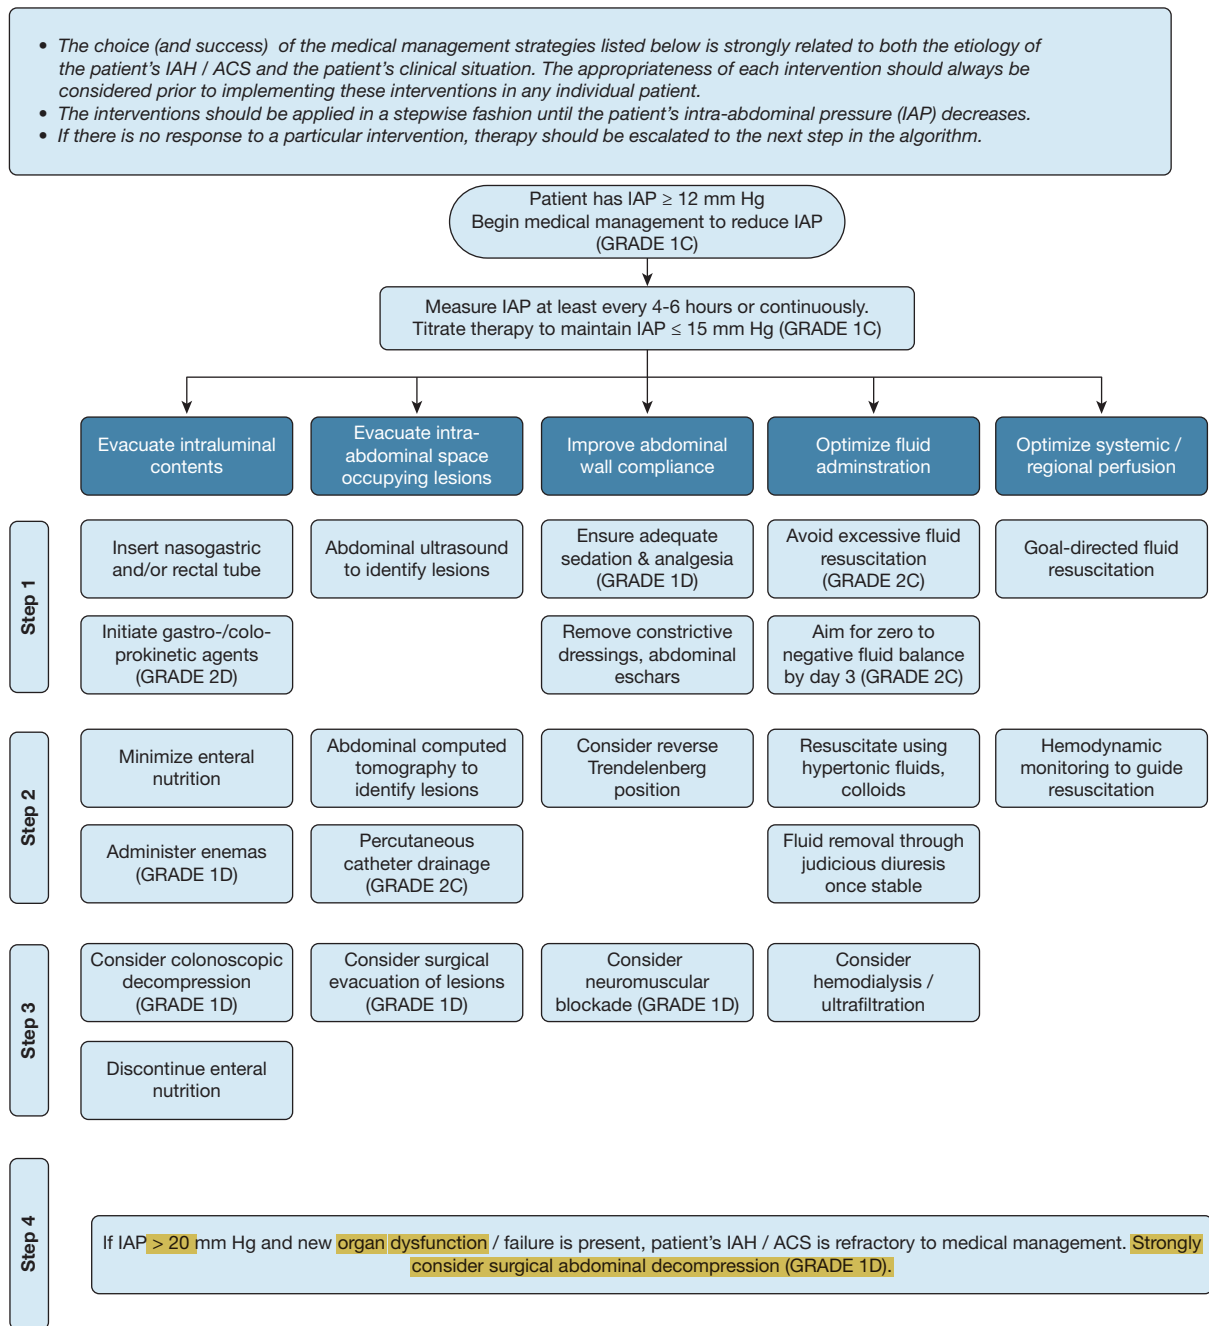 • The choice (and success) of the medical management strategies listed below is strongly related to both the etiology of
the patient's IAH / ACS and the patient's clinical situation. The appropriateness of each intervention should always be
considered prior to implementing these interventions in any individual patient.
• The interventions should be applied in a stepwise fashion until the patient's intra-abdominal pressure (IAP) decreases.
• If there is no response to a particular intervention, therapy should be escalated to the next step in the algorithm.
Patient has IAP ≥ 12 mm Hg
Begin medical management to reduce IAP
(GRADE 1C)
Measure IAP at least every 4-6 hours or continuously.
Titrate therapy to maintain IAP ≤ 15 mm Hg (GRADE 1C)
Evacuate intraluminal
contents
Evacuate intra-
abdominal space
occupying lesions
Improve abdominal
wall compliance
Optimize fluid
adminstration
Optimize systemic /
regional perfusion
Step 1
Insert nasogastric
and/or rectal tube
Abdominal ultrasound
to identify lesions
Ensure adequate
sedation & analgesia
(GRADE 1D)
Avoid excessive fluid
resuscitation
(GRADE 2C)
Goal-directed fluid
resuscitation
Initiate gastro-/colo-
prokinetic agents
(GRADE 2D)
Remove constrictive
dressings, abdominal
eschars
Aim for zero to
negative fluid balance
by day 3 (GRADE 2C)
Step 2
Minimize enteral
nutrition
Abdominal computed
tomography to
identify lesions
Consider reverse
Trendelenberg
position
Resuscitate using
hypertonic fluids,
colloids
Hemodynamic
monitoring to guide
resuscitation
Administer enemas
(GRADE 1D)
Percutaneous
catheter drainage
(GRADE 2C)
Fluid removal through
judicious diuresis
once stable
Step 3
Consider colonoscopic
decompression
(GRADE 1D)
Consider surgical
evacuation of lesions
(GRADE 1D)
Consider
neuromuscular
blockade (GRADE 1D)
Consider
hemodialysis /
ultrafiltration
Discontinue enteral
nutrition
Step 4
If IAP > 20 mm Hg and new organ dysfunction / failure is present, patient's IAH / ACS is refractory to medical management. Strongly
consider surgical abdominal decompression (GRADE 1D).